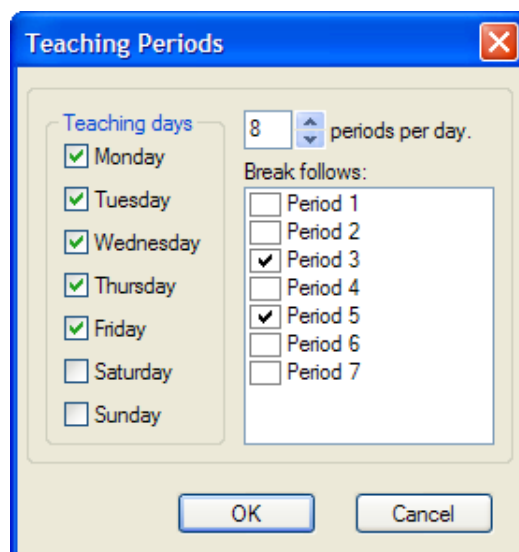 Teaching Periods
Teaching days
Monday
Tuesday
Wednesday
Thursday
Friday
Saturday
Sunday
8 periods per day.
Break follows:
Period 1
Period 2
Period 3
Period 4
Period 5
Period 6
Period 7
OK
Cancel